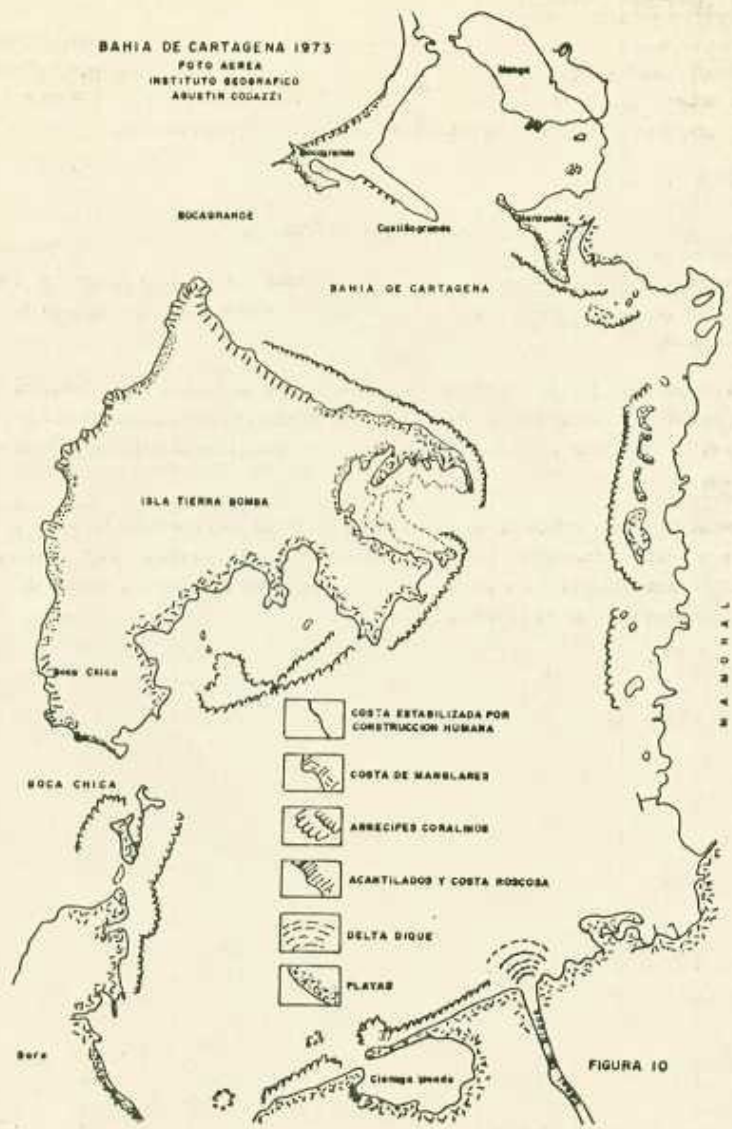 BAHIA DE CARTAGENA 1973
FOTO AEREA
INSTITUTO GEOGRAFICO
AGUSTIN CODAZZI
Manga
Bocagrande
BOCAGRANDE
Castillogrande
BAHIA DE CARTAGENA
ISLA TIERRA BOMBA
MAMONAL
Boca Chica
COSTA ESTABILIZADA POR
CONSTRUCCION HUMANA
COSTA DE MANGLARES
BOCA CHICA
ARRECIFES CORALINOS
ACANTILADOS Y COSTA ROSCOSA
DELTA DIQUE
PLAYAS
FIGURA 10
Cienaga